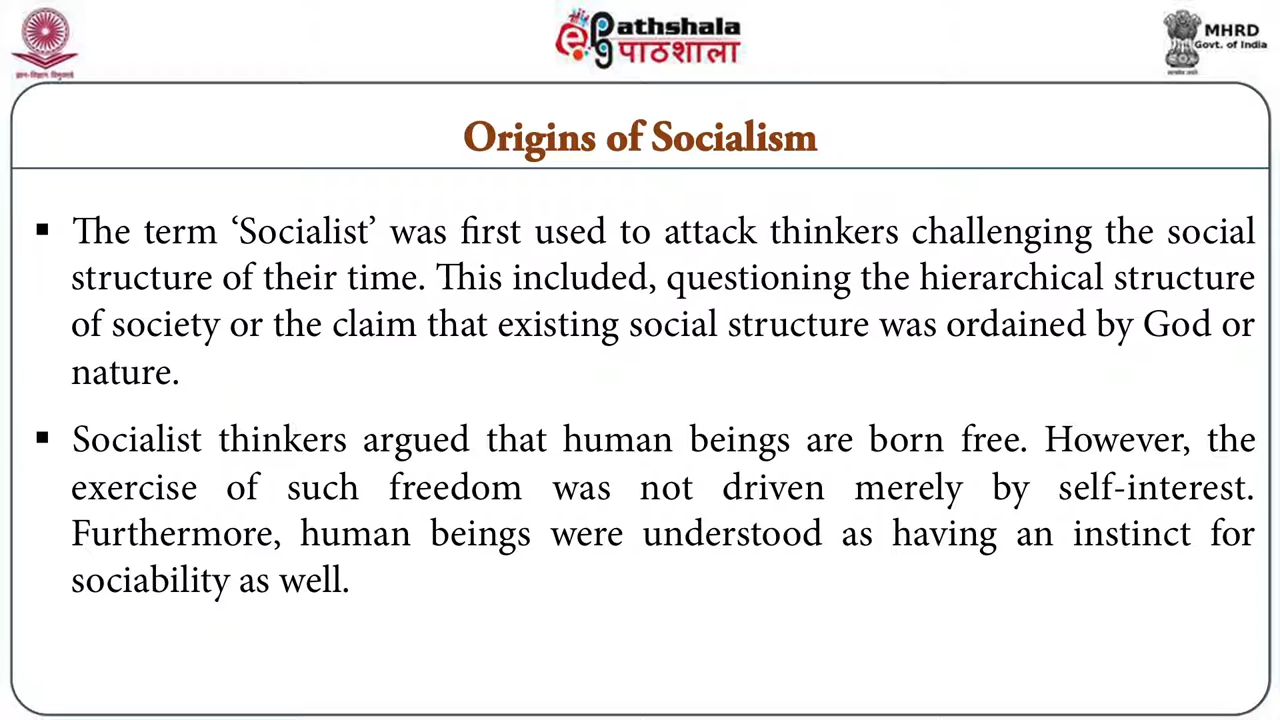 ePG Pathshala
पाठशाला
MHRD
Govt. of India
ज्ञान-विज्ञान विमुक्तये
Origins of Socialism
▪ The term ‘Socialist’ was first used to attack thinkers challenging the social
structure of their time. This included, questioning the hierarchical structure
of society or the claim that existing social structure was ordained by God or
nature.
▪ Socialist thinkers argued that human beings are born free. However, the
exercise of such freedom was not driven merely by self-interest.
Furthermore, human beings were understood as having an instinct for
sociability as well.